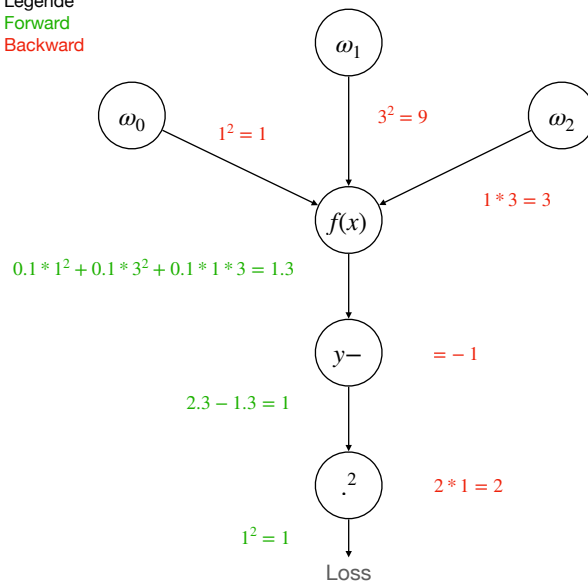 Legende
Forward
Backward
ω₁
ω₀
ω₂
1² = 1
3² = 9
1 * 3 = 3
f(x)
0.1 * 1² + 0.1 * 3² + 0.1 * 1 * 3 = 1.3
y−
= − 1
2.3 − 1.3 = 1
.²
2 * 1 = 2
1² = 1
Loss